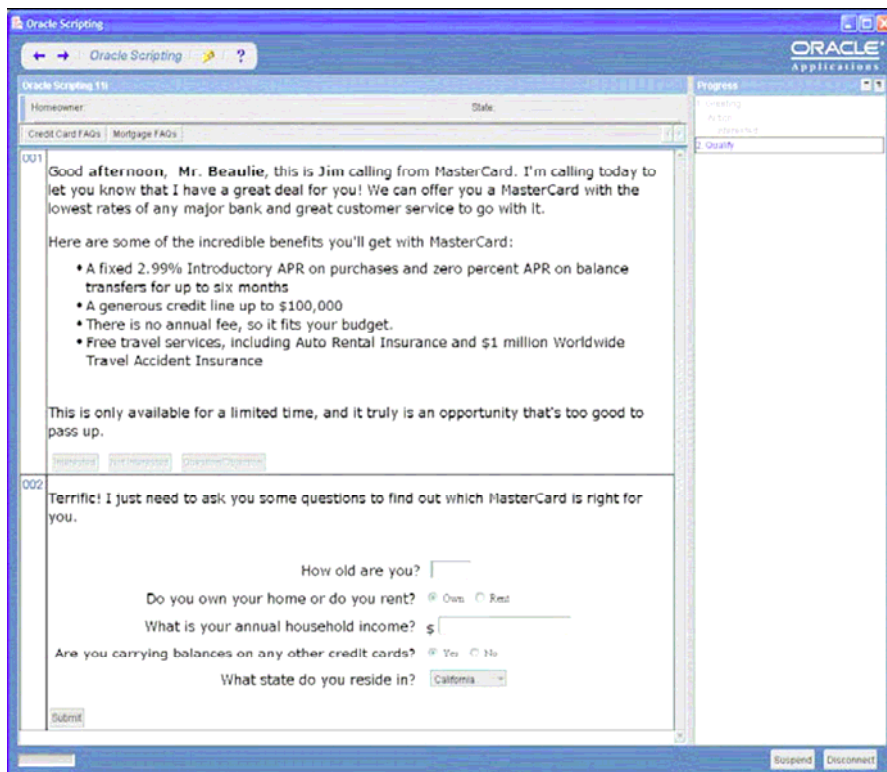 Oracle Scripting
Oracle Scripting ?
ORACLE
Applications
Oracle Scripting 11i
Progress
Homeowner:
State:
1. Greeting
Action
Interested
2. Qualify
Credit Card FAQs Mortgage FAQs
001
Good afternoon, Mr. Beaulie, this is Jim calling from MasterCard. I'm calling today to
let you know that I have a great deal for you! We can offer you a MasterCard with the
lowest rates of any major bank and great customer service to go with it.
Here are some of the incredible benefits you'll get with MasterCard:
• A fixed 2.99% Introductory APR on purchases and zero percent APR on balance
transfers for up to six months
• A generous credit line up to $100,000
• There is no annual fee, so it fits your budget.
• Free travel services, including Auto Rental Insurance and $1 million Worldwide
Travel Accident Insurance
This is only available for a limited time, and it truly is an opportunity that's too good to
pass up.
Interested Not Interested
002
Terrific! I just need to ask you some questions to find out which MasterCard is right for
you.
How old are you?
Do you own your home or do you rent? Own Rent
What is your annual household income? $
Are you carrying balances on any other credit cards? Yes No
What state do you reside in? California
Submit
Suspend Disconnect